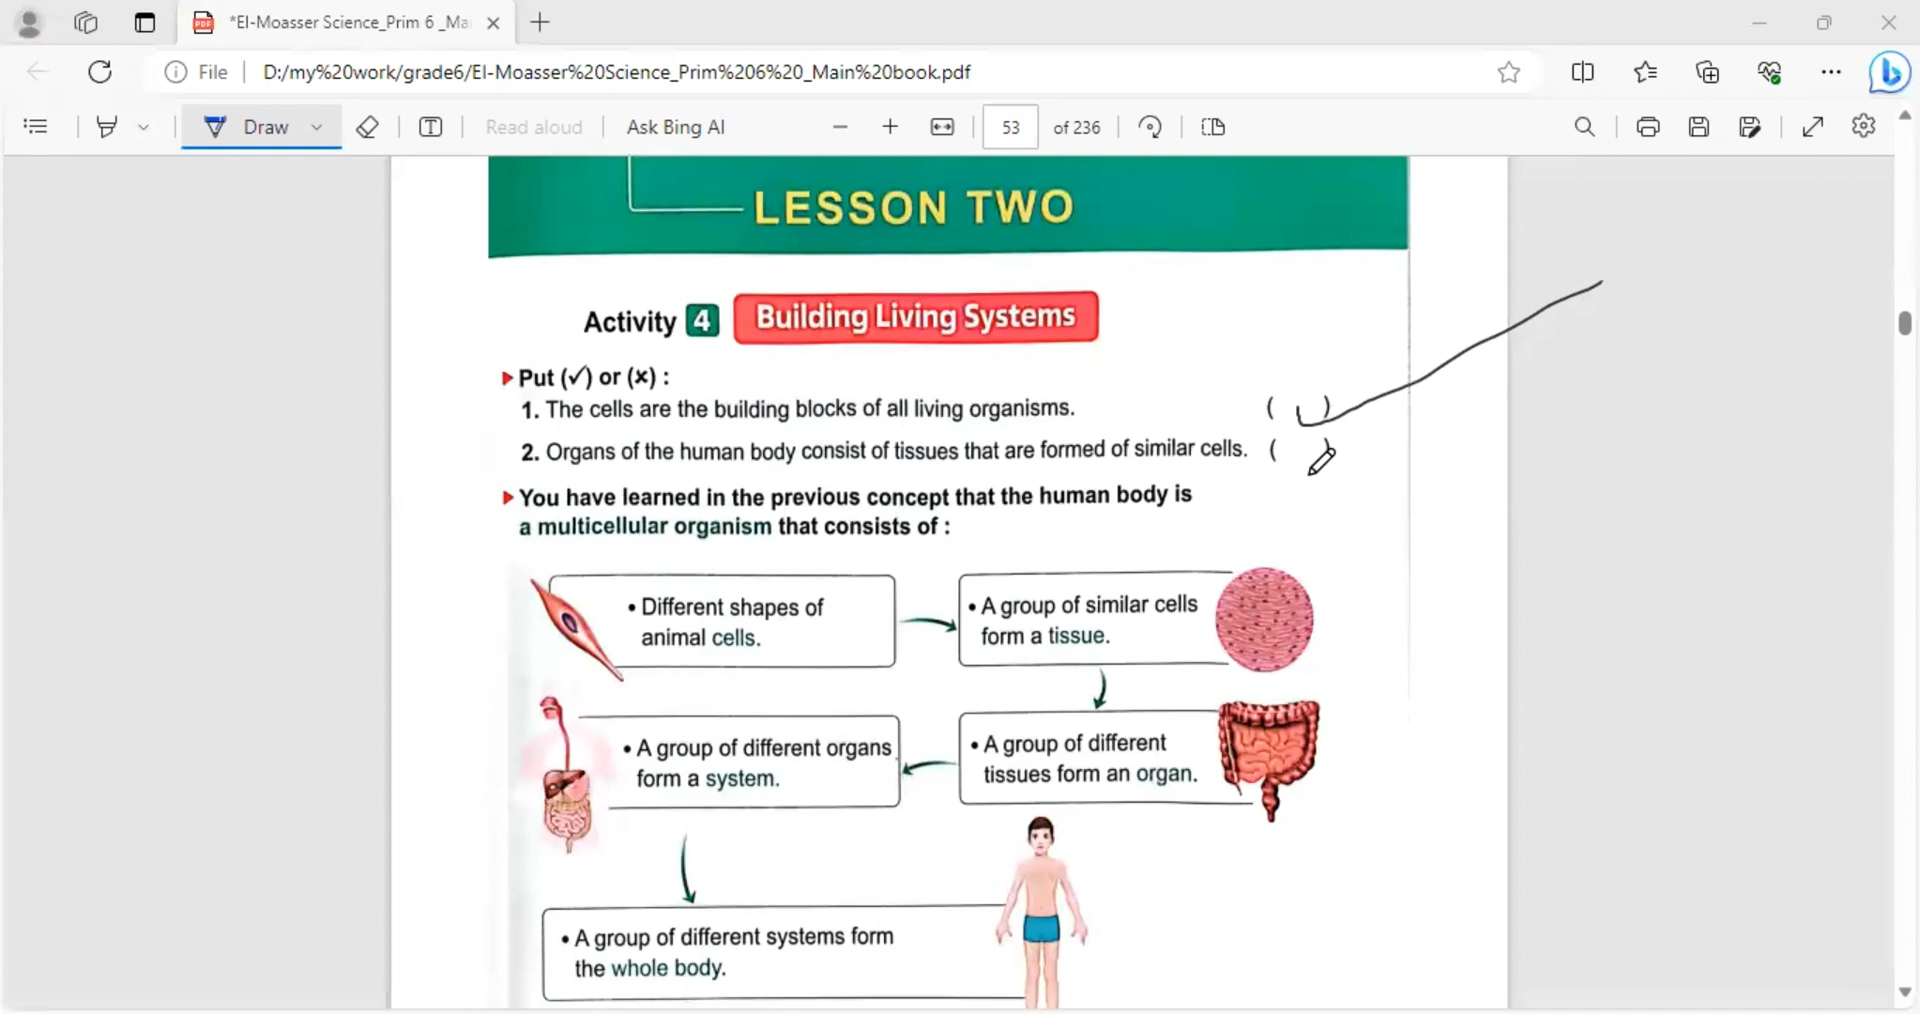 *El-Moasser Science_Prim 6 _Ma
File
D:/my%20work/grade6/El-Moasser%20Science_Prim%206%20_Main%20book.pdf
Draw
Read aloud
Ask Bing AI
53
of 236
LESSON TWO
Activity 4 Building Living Systems
Put (✓) or (x) :
1. The cells are the building blocks of all living organisms. ( )
2. Organs of the human body consist of tissues that are formed of similar cells. ( )
You have learned in the previous concept that the human body is
a multicellular organism that consists of :
• Different shapes of
animal cells.
• A group of similar cells
form a tissue.
• A group of different organs
form a system.
• A group of different
tissues form an organ.
• A group of different systems form
the whole body.